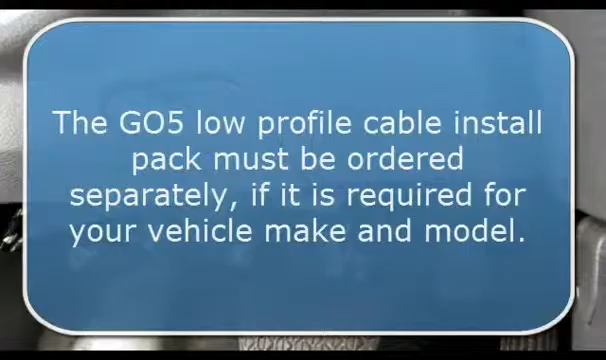 The GO5 low profile cable install
pack must be ordered
separately, if it is required for
your vehicle make and model.